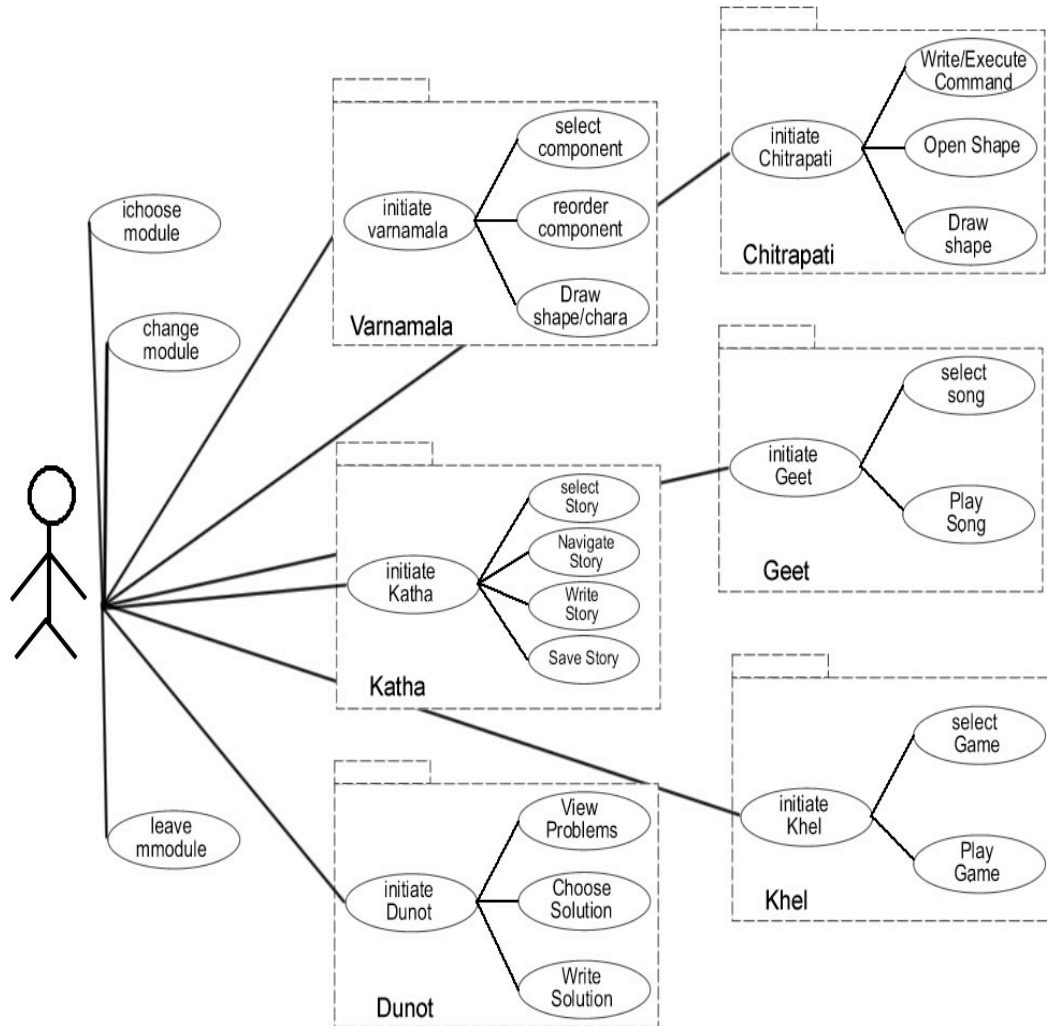 ichoose
module
change
module
leave
mmodule
initiate
varnamala
select
component
reorder
component
Draw
shape/chara
Varnamala
initiate
Chitrapati
Write/Execute
Command
Open Shape
Draw
shape
Chitrapati
initiate
Katha
select
Story
Navigate
Story
Write
Story
Save Story
Katha
initiate
Geet
select
song
Play
Song
Geet
initiate
Dunot
View
Problems
Choose
Solution
Write
Solution
Dunot
initiate
Khel
select
Game
Play
Game
Khel